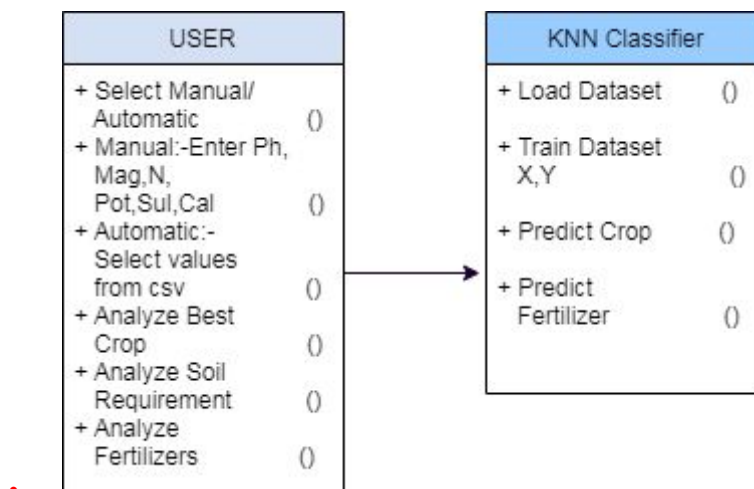 USER
+ Select Manual/
Automatic ()
+ Manual:-Enter Ph,
Mag,N,
Pot,Sul,Cal ()
+ Automatic:-
Select values
from csv ()
+ Analyze Best
Crop ()
+ Analyze Soil
Requirement ()
+ Analyze
Fertilizers ()
KNN Classifier
+ Load Dataset ()
+ Train Dataset
X,Y ()
+ Predict Crop ()
+ Predict
Fertilizer ()